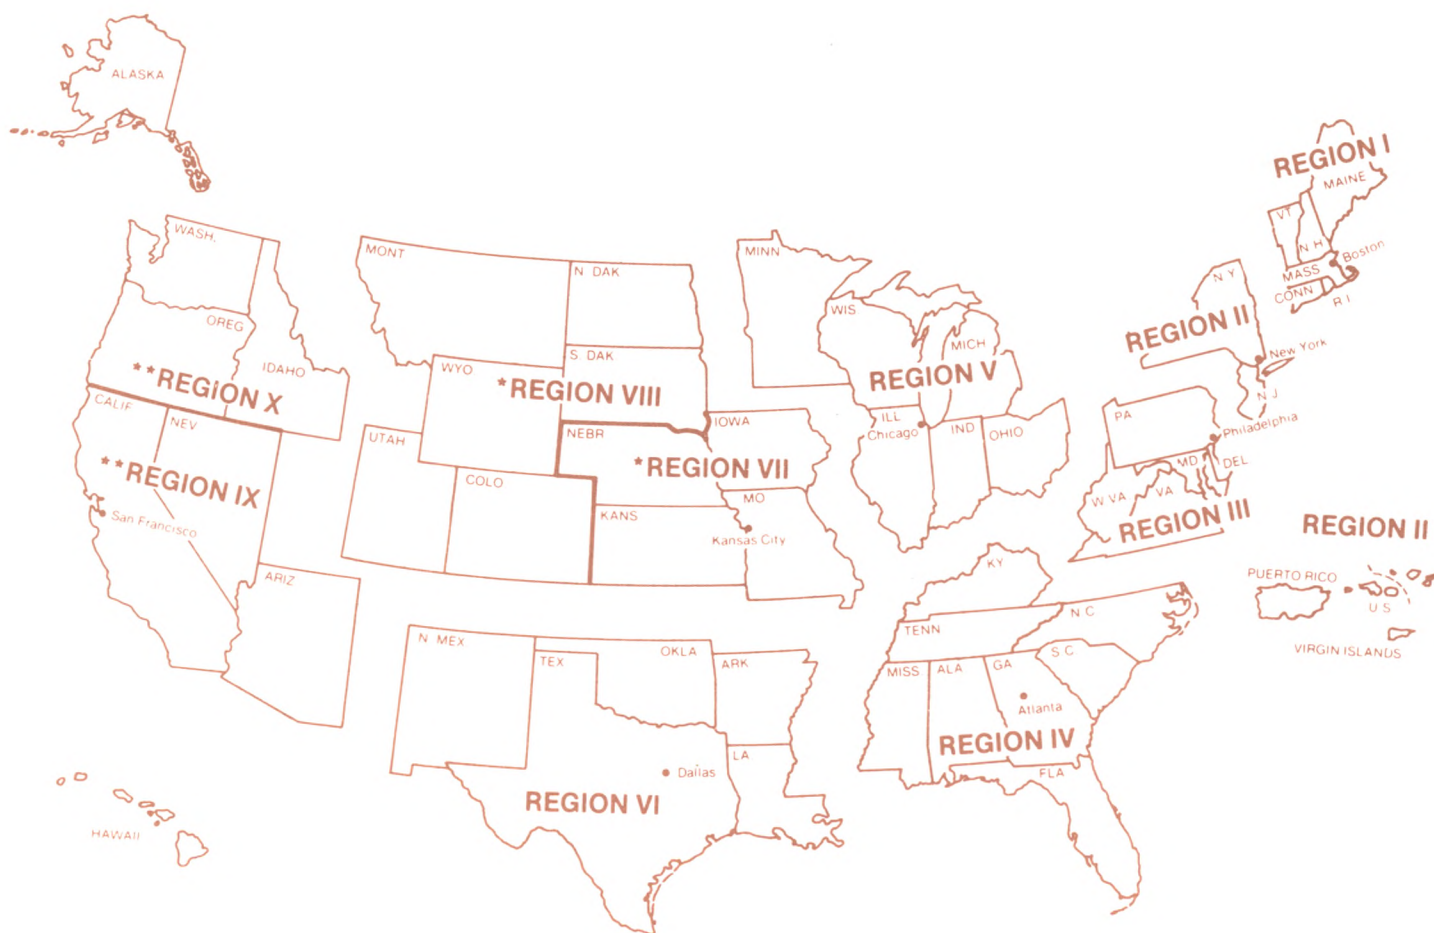 ALASKA
REGION I
MAINE
VT
N H
Boston
MASS
CONN
R I
WASH.
MONT
N DAK
MINN
N Y
OREG
WIS
REGION II
New York
S DAK
MICH
IDAHO
WYO
**REGION X
*REGION VIII
REGION V
N J
CALIF
NEV
UTAH
NEBR
IOWA
ILL
Chicago
IND
OHIO
PA
Philadelphia
**REGION IX
*REGION VII
MD
DEL
COLO
MO
W VA
VA
San Francisco
KANS
Kansas City
REGION III
REGION II
ARIZ
KY
PUERTO RICO
U S
VIRGIN ISLANDS
N MEX
TEX
OKLA
ARK
TENN
N C
S C
MISS.
ALA
GA
Atlanta
REGION IV
LA
Dallas
FLA
REGION VI
HAWAII